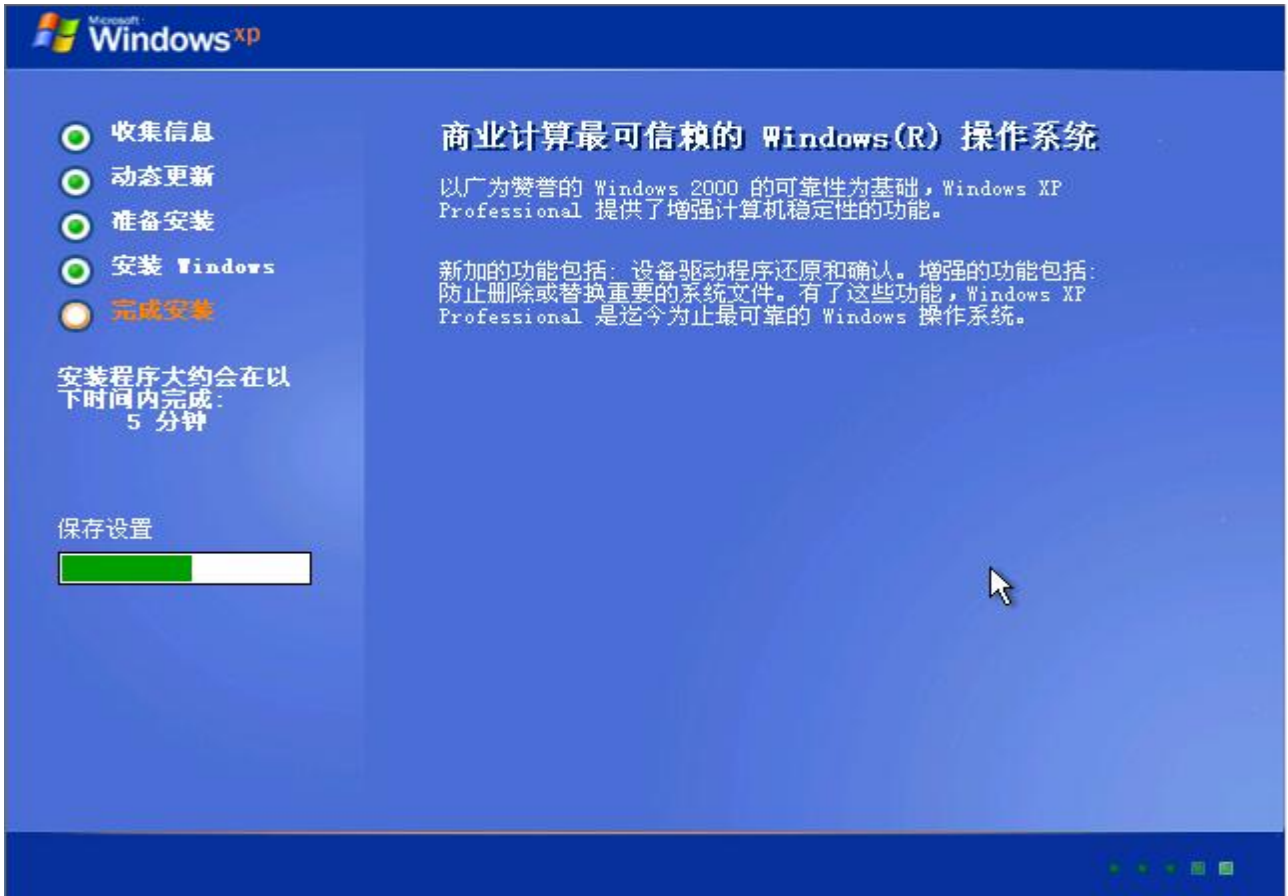 Microsoft
Windows xp
收集信息
动态更新
准备安装
安装 Windows
完成安装
安装程序大约会在以
下时间内完成:
5 分钟
保存设置
商业计算最可信赖的 Windows(R) 操作系统
以广为赞誉的 Windows 2000 的可靠性为基础，Windows XP
Professional 提供了增强计算机稳定性的功能。
新加的功能包括: 设备驱动程序还原和确认。增强的功能包括:
防止删除或替换重要的系统文件。有了这些功能，Windows XP
Professional 是迄今为止最可靠的 Windows 操作系统。